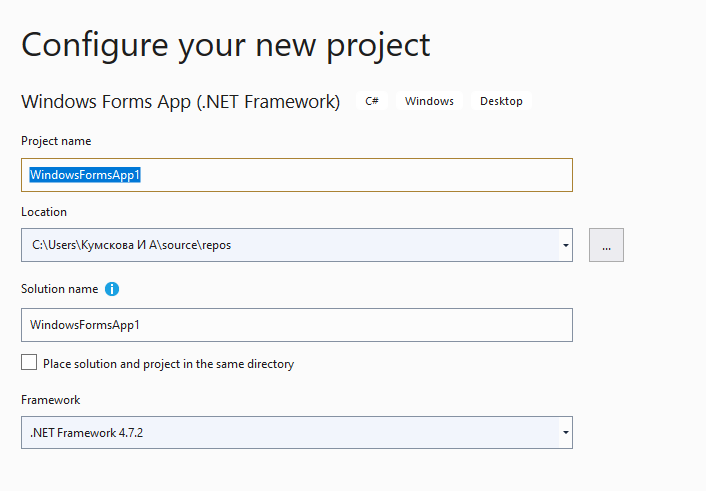 Configure your new project
Windows Forms App (.NET Framework) C# Windows Desktop
Project name
WindowsFormsApp1
Location
C:\Users\Кумскова И А\source\repos
...
Solution name
WindowsFormsApp1
Place solution and project in the same directory
Framework
.NET Framework 4.7.2